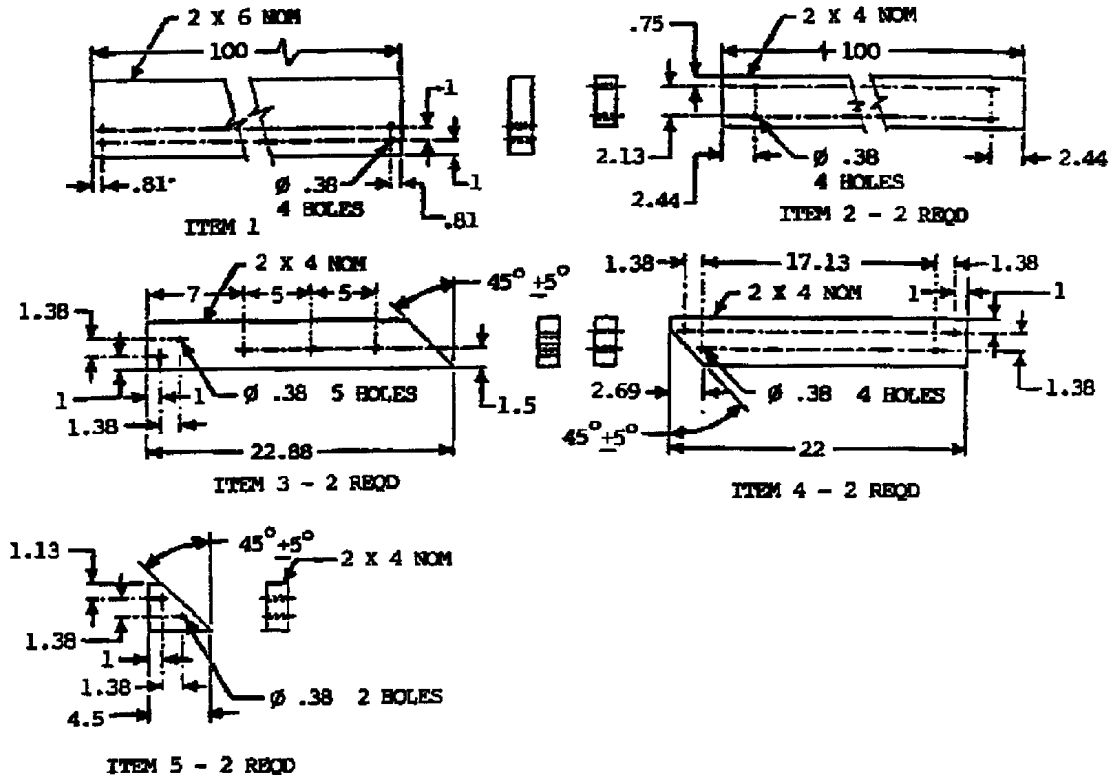 2 X 6 NOM
100
1
.81
Ø .38
4 HOLES
1
.81
ITEM 1
2 X 4 NOM
.75
100
2.13
2.44
Ø .38
4 HOLES
2.44
ITEM 2 - 2 REQD
2 X 4 NOM
7
5
5
45° ±5°
1.38
1
1
1.38
Ø .38 5 HOLES
1.5
22.88
ITEM 3 - 2 REQD
1.38
17.13
1.38
2 X 4 NOM
1
1
2.69
Ø .38 4 HOLES
1.38
45° ±5°
22
ITEM 4 - 2 REQD
1.13
45° ±5°
2 X 4 NOM
1.38
1
1.38
Ø .38 2 HOLES
4.5
ITEM 5 - 2 REQD